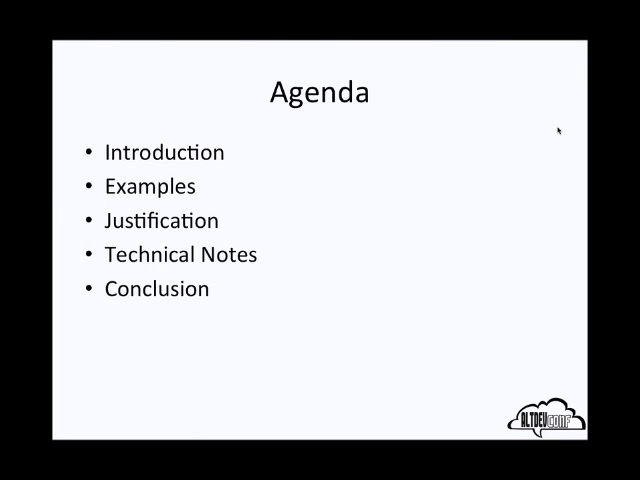 Agenda
• Introduction
• Examples
• Justification
• Technical Notes
• Conclusion
ALTDEVCONF